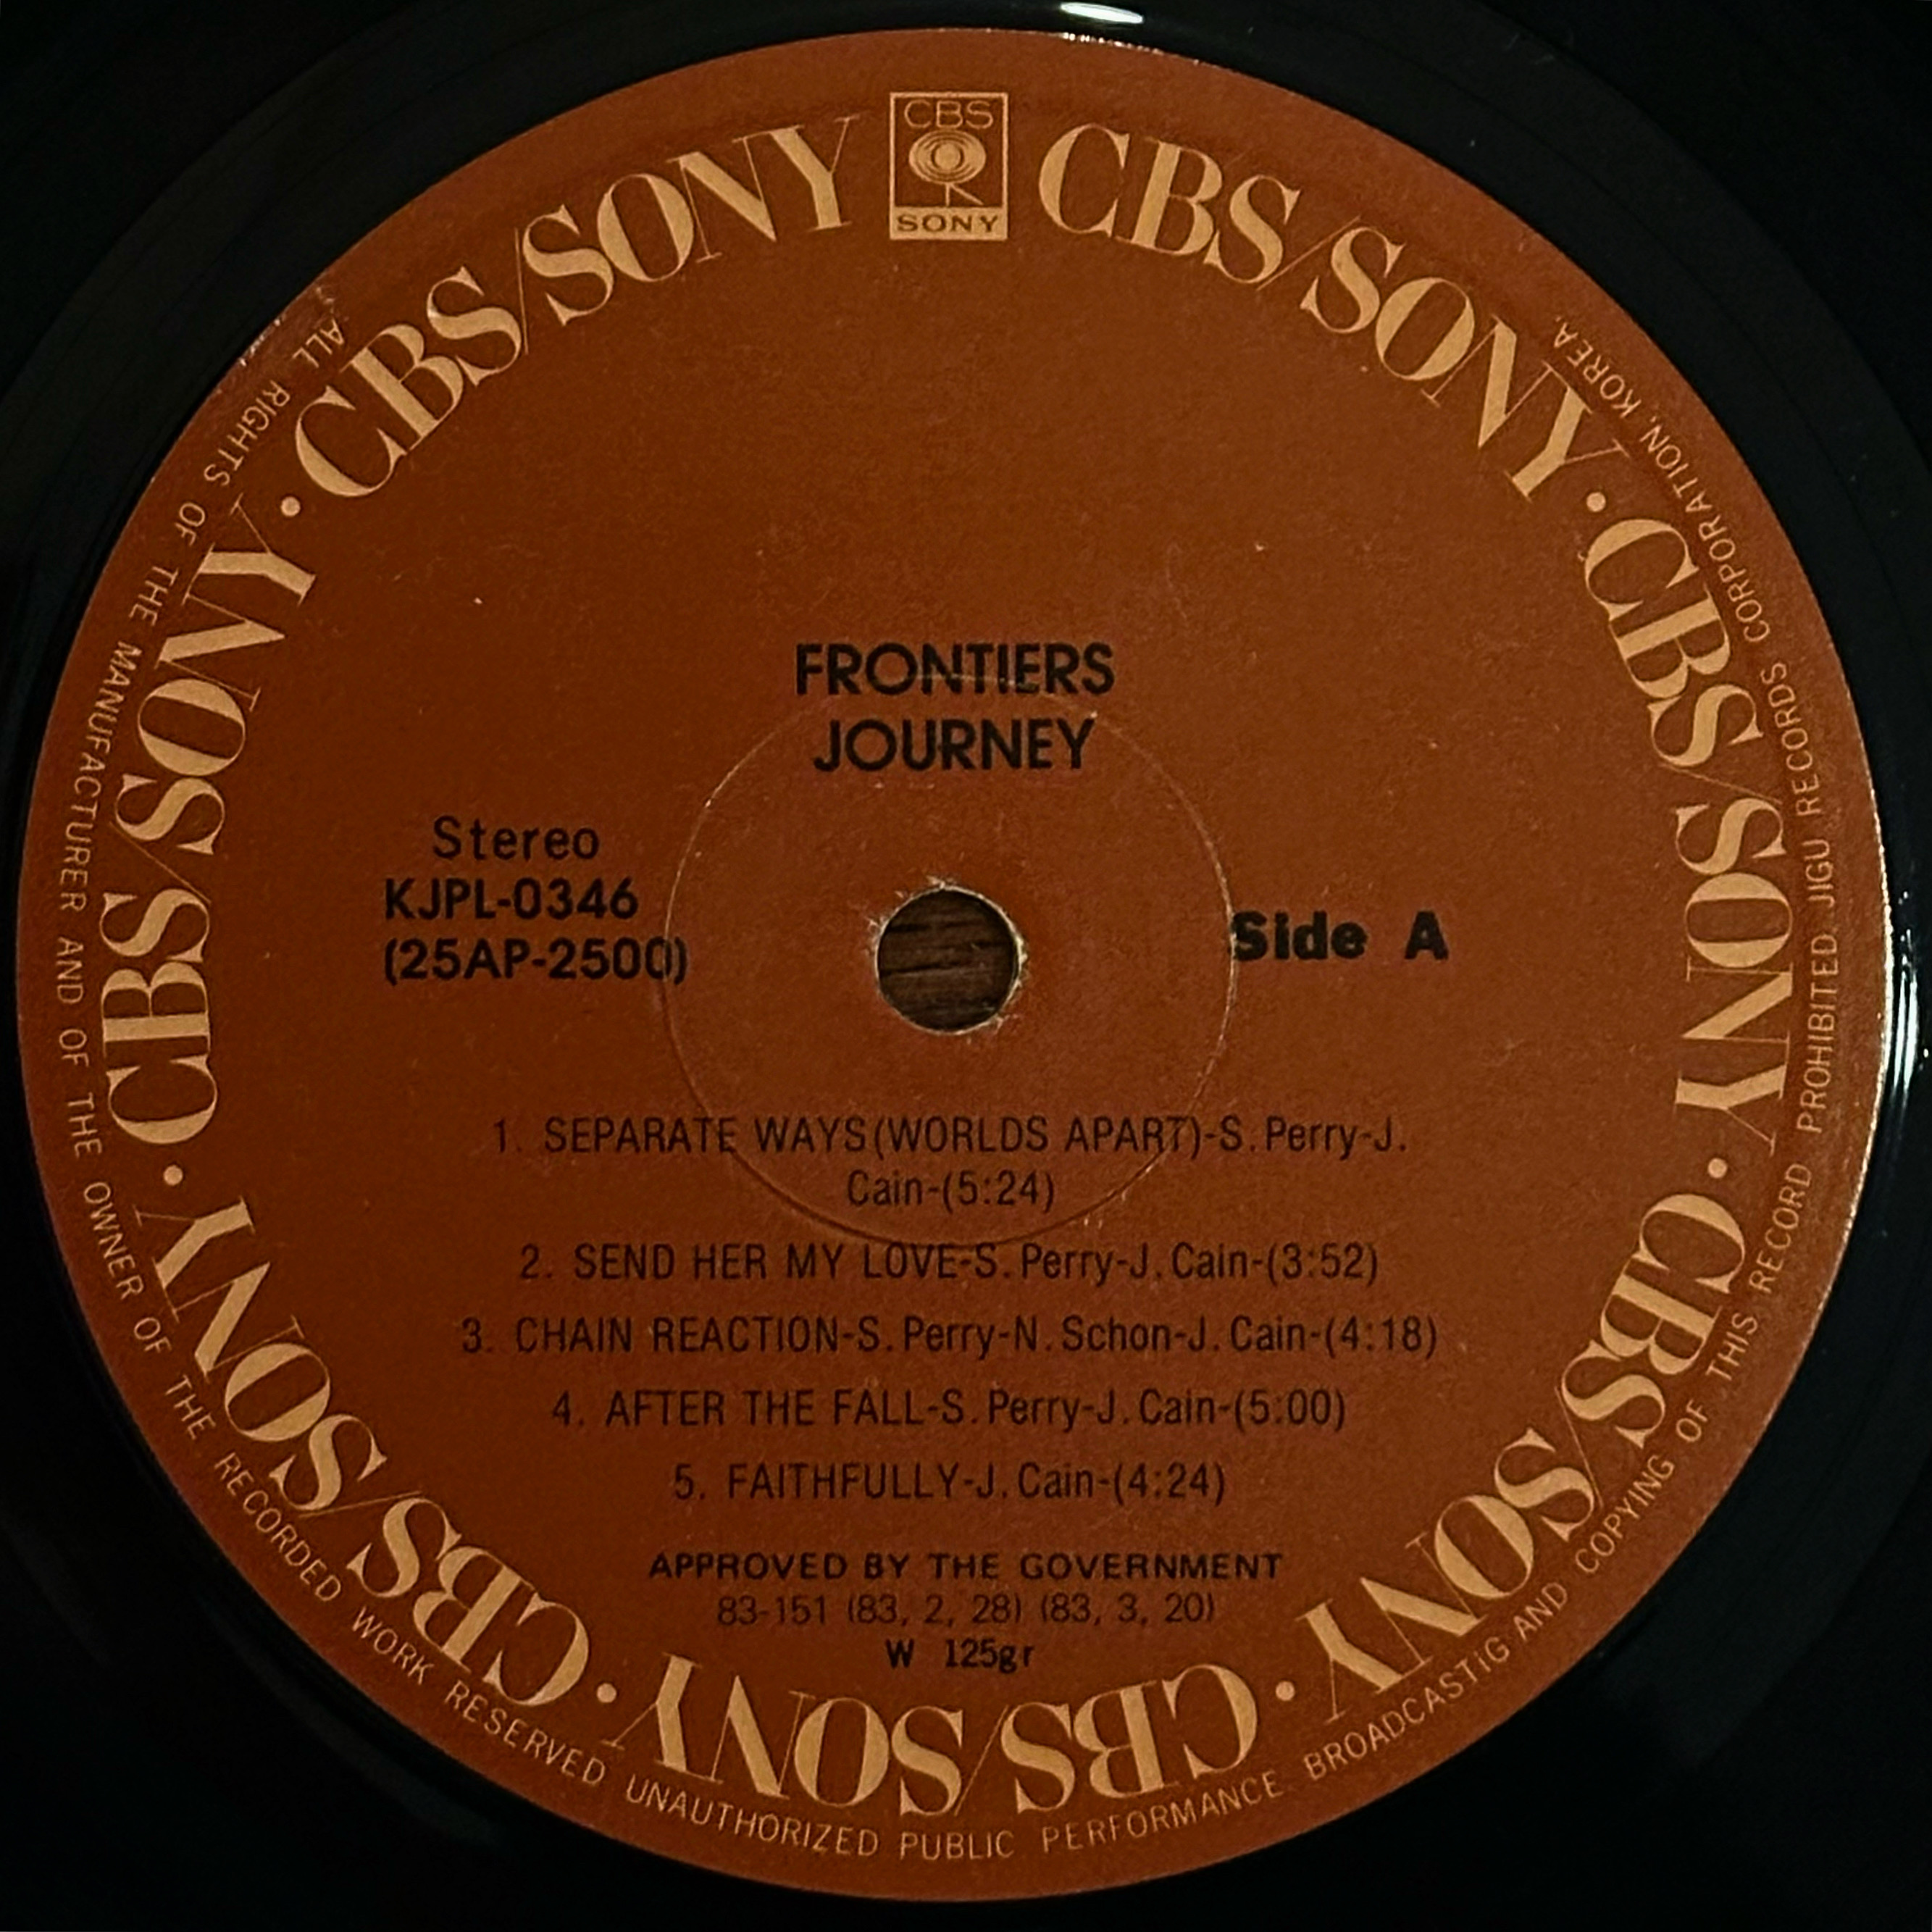 CBS
SONY
CBS/SONY · CBS/SONY · CBS/SONY · CBS/SONY · CBS/SONY · CBS/SONY · CBS/SONY
FRONTIERS
JOURNEY
Stereo
KJPL-0346
(25AP-2500)
Side A
1. SEPARATE WAYS(WORLDS APART)-S. Perry-J.
Cain-(5:24)
2. SEND HER MY LOVE-S. Perry-J. Cain-(3:52)
3. CHAIN REACTION-S. Perry-N. Schon-J. Cain-(4:18)
4. AFTER THE FALL-S. Perry-J. Cain-(5:00)
5. FAITHFULLY-J. Cain-(4:24)
APPROVED BY THE GOVERNMENT
83-151 (83, 2, 28) (83, 3, 20)
W 125gr
ALL RIGHTS OF THE MANUFACTURER AND OF THE OWNER OF THE RECORDED WORK RESERVED UNAUTHORIZED PUBLIC PERFORMANCE BROADCASTiG AND COPYING OF THIS RECORD PROHIBITED JIGU RECORDS CORPORATION, KOREA.